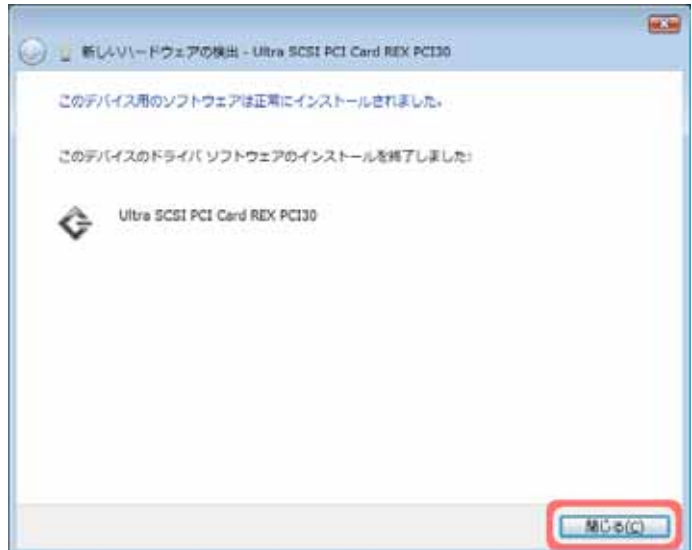 新しいハードウェアの検出 - Ultra SCSI PCI Card REX PCI30
このデバイス用のソフトウェアは正常にインストールされました。
このデバイスのドライバ ソフトウェアのインストールを終了しました:
Ultra SCSI PCI Card REX PCI30
閉じる(C)